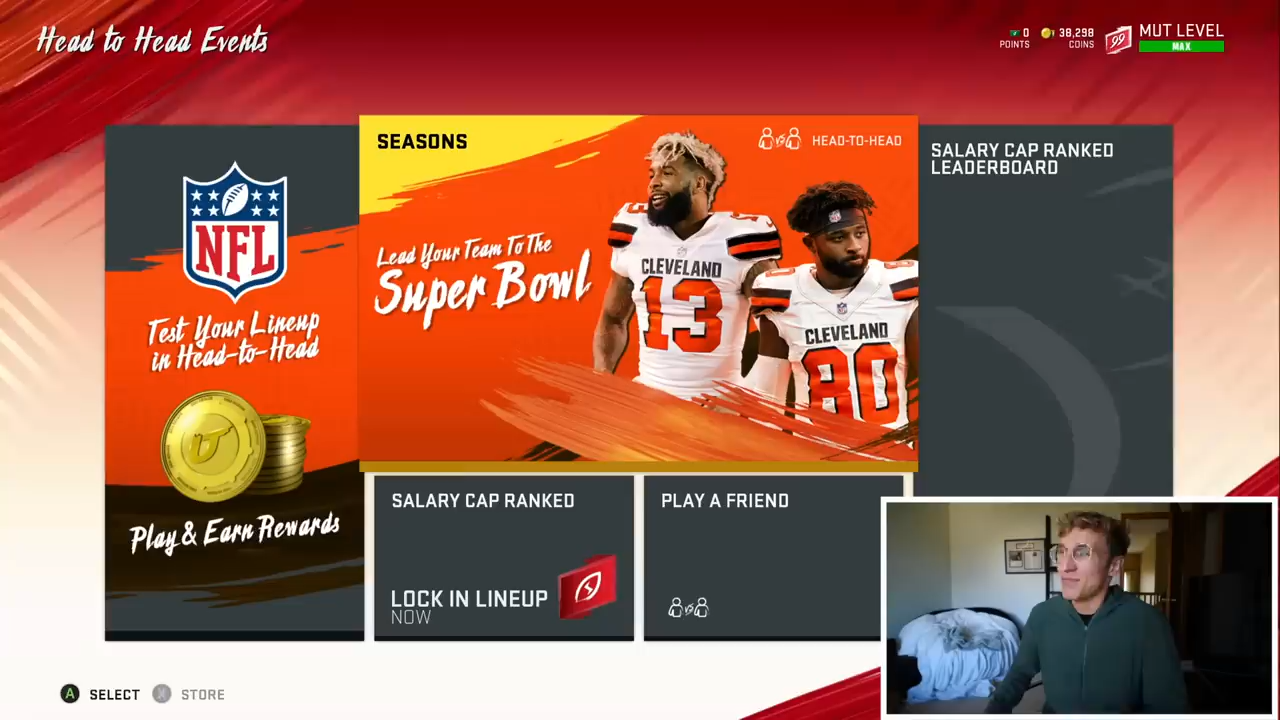 Head to Head Events
0
POINTS
38,298
COINS
99
MUT LEVEL
MAX
NFL
Test Your Lineup
in Head-to-Head
Play & Earn Rewards
SEASONS
HEAD-TO-HEAD
Lead Your Team To The
Super Bowl
CLEVELAND
13
CLEVELAND
80
SALARY CAP RANKED
LEADERBOARD
SALARY CAP RANKED
LOCK IN LINEUP
NOW
PLAY A FRIEND
VS
A SELECT X STORE